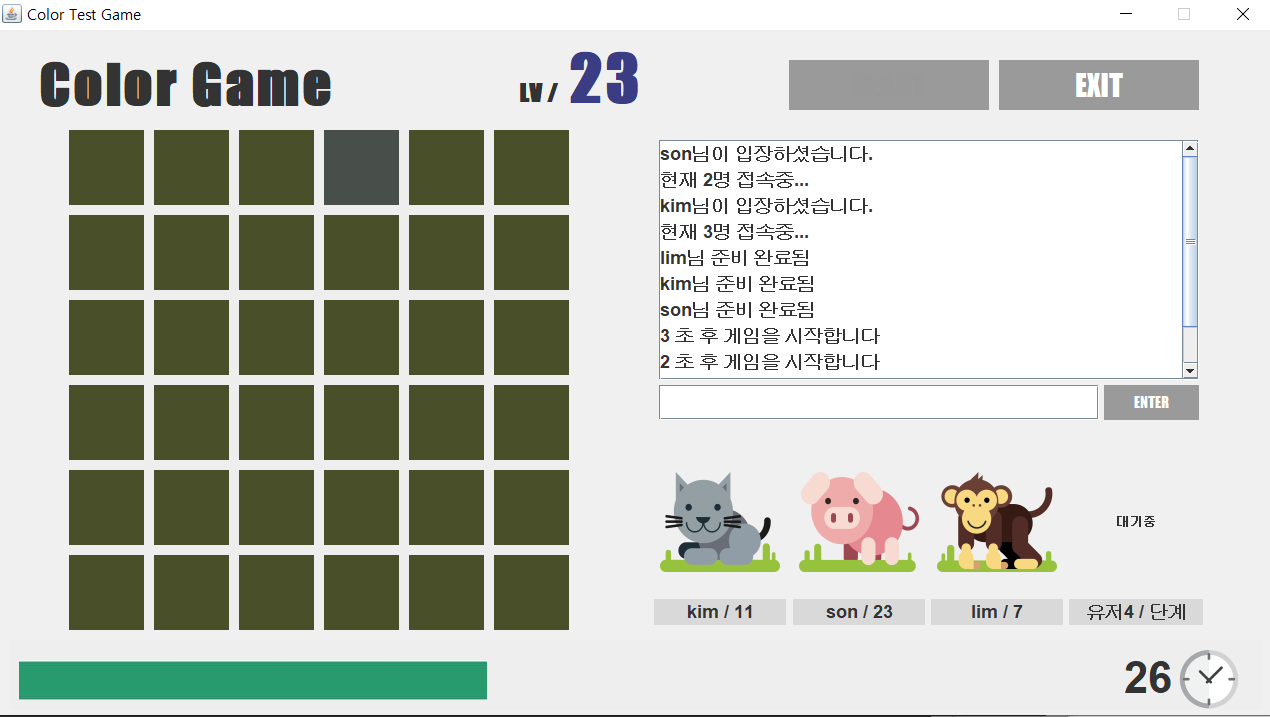 Color Test Game
Color Game
LV / 23
EXIT
son님이 입장하셨습니다.
현재 2명 접속중...
kim님이 입장하셨습니다.
현재 3명 접속중...
lim님 준비 완료됨
kim님 준비 완료됨
son님 준비 완료됨
3 초 후 게임을 시작합니다
2 초 후 게임을 시작합니다
ENTER
대기중
kim / 11
son / 23
lim / 7
유저4 / 단계
26